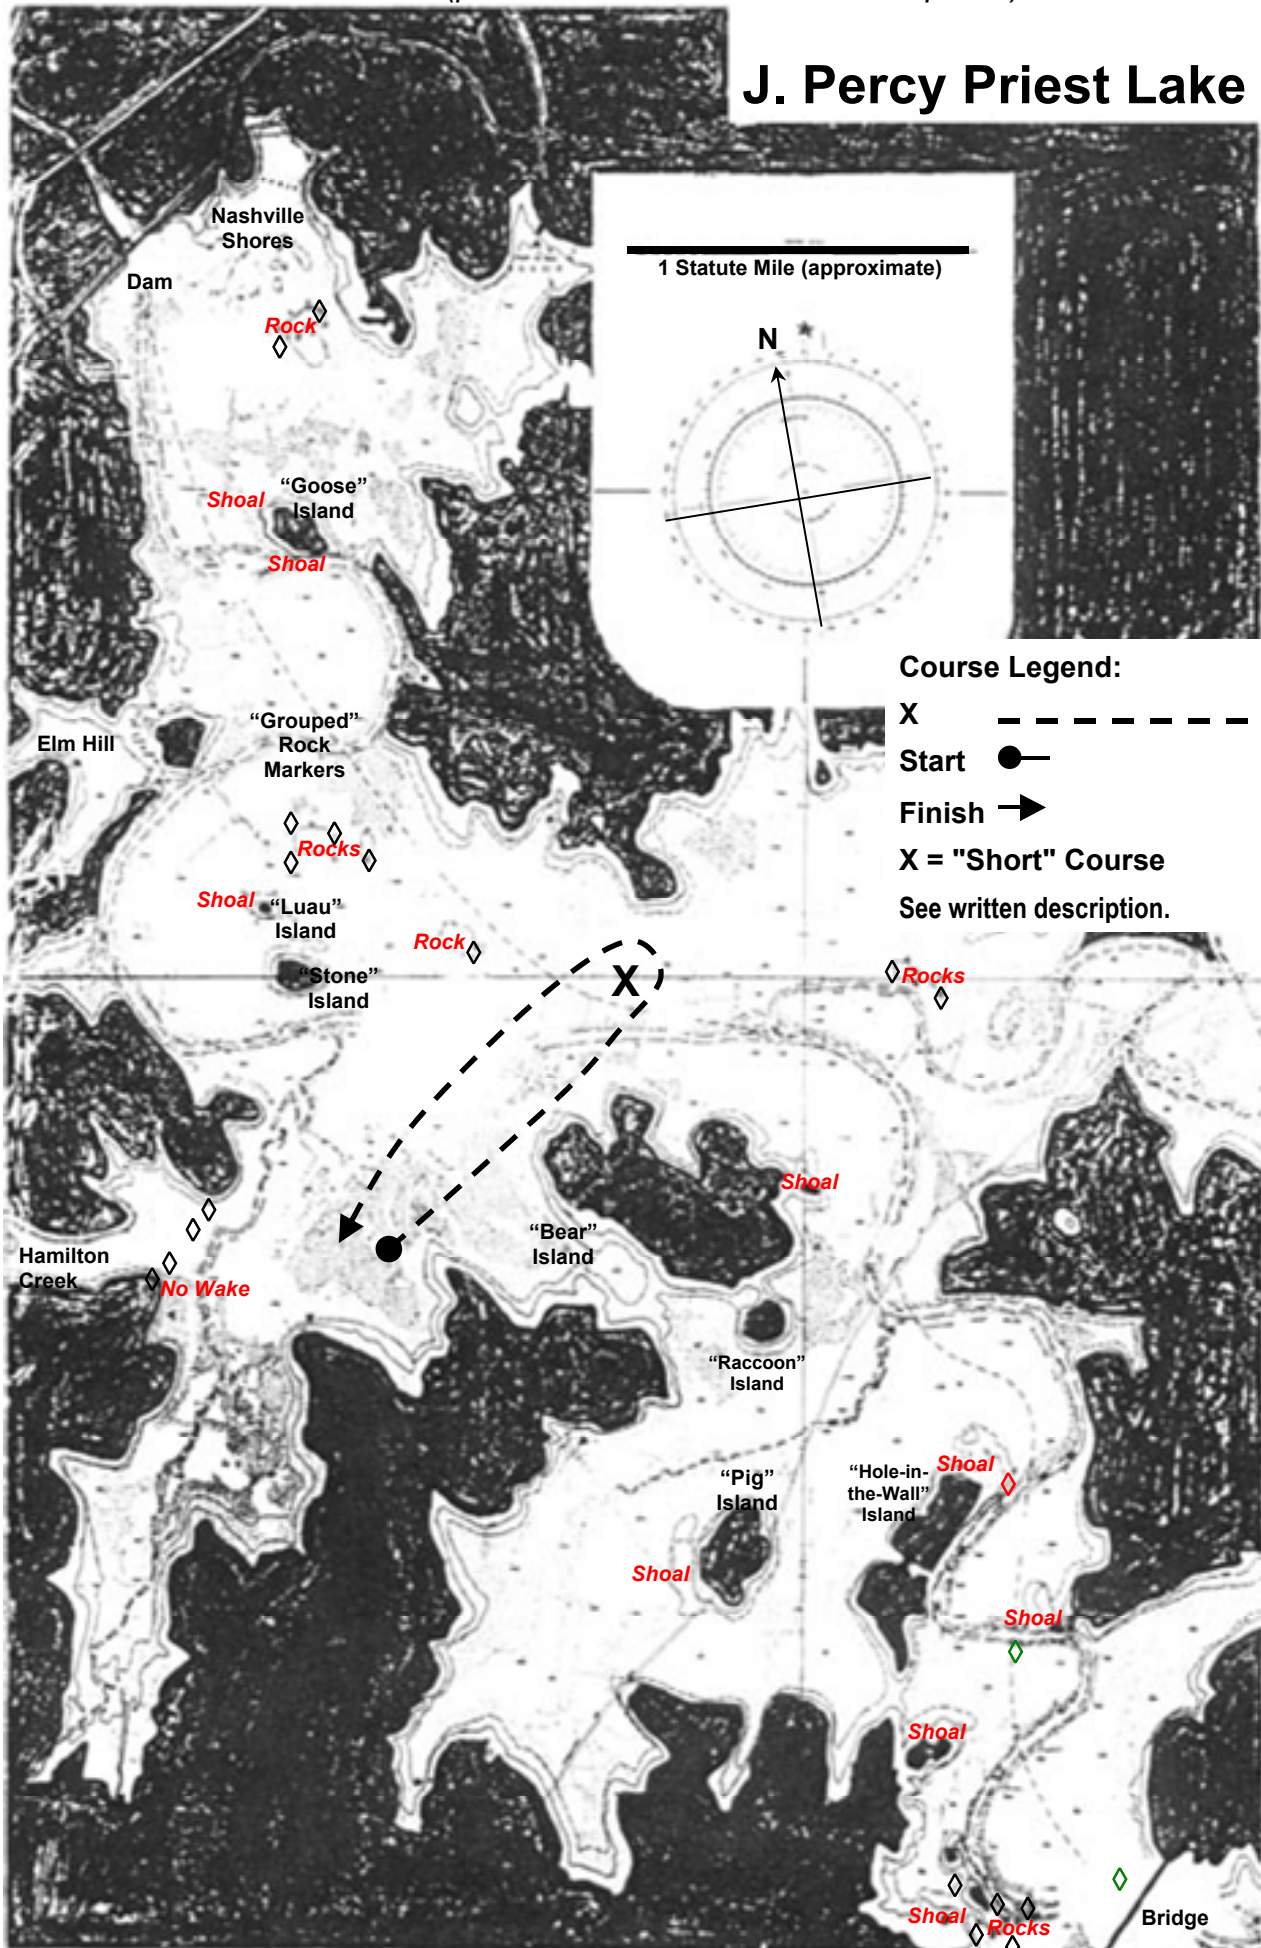 J. Percy Priest Lake
Nashville
Shores
1 Statute Mile (approximate)
Dam
Rock
N
"Goose"
Island
Shoal
Shoal
Course Legend:
X
Start
Finish
X = "Short" Course
See written description.
"Grouped"
Rock
Markers
Elm Hill
Rocks
Shoal
"Luau"
Island
Rock
"Stone"
Island
X
Rocks
Shoal
"Bear"
Island
Hamilton
Creek
No Wake
"Raccoon"
Island
"Pig"
Island
"Hole-in-
the-Wall"
Island
Shoal
Shoal
Shoal
Shoal
Shoal
Rocks
Bridge